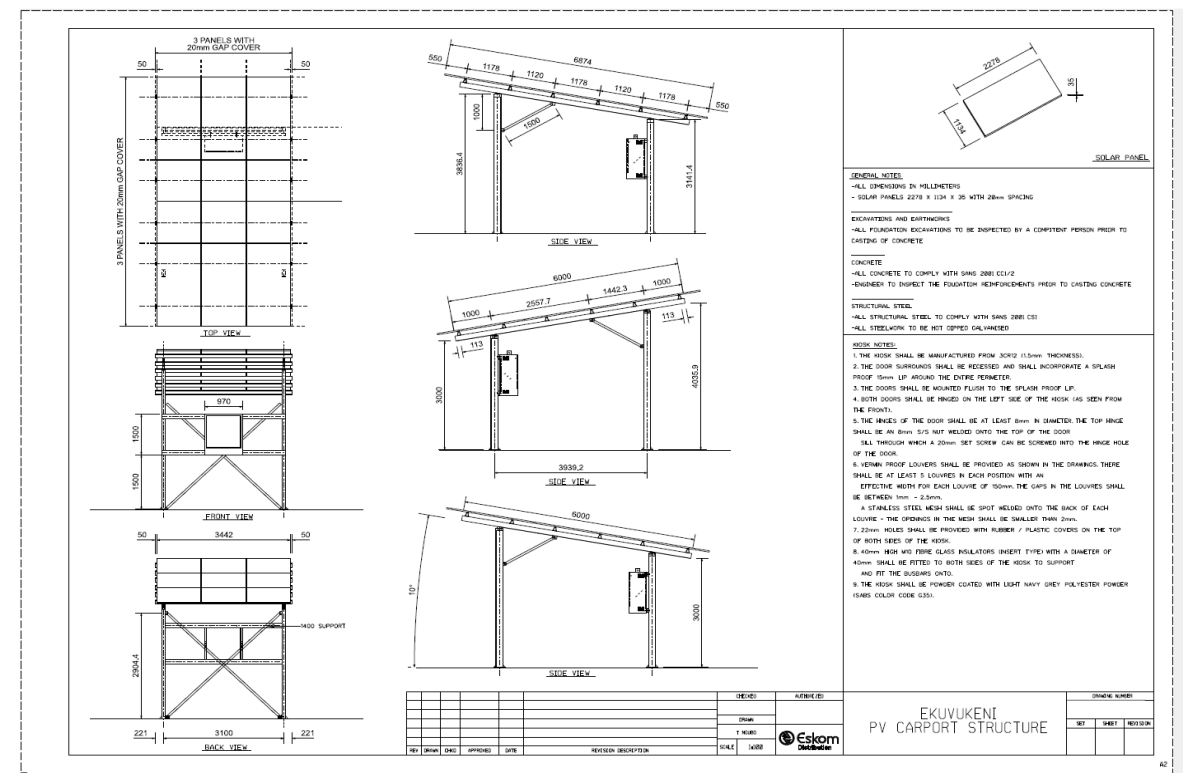 3 PANELS WITH
20mm GAP COVER
50
50
3 PANELS WITH 20mm GAP COVER
TOP VIEW
970
1500
1500
FRONT VIEW
50
3442
50
1400 SUPPORT
2904,4
221
3100
221
BACK VIEW
6874
550
1178
1120
1178
1120
1178
550
1000
1500
3836.4
3141.4
SIDE VIEW
6000
1000
2557.7
1442.3
1000
113
113
3000
4035.9
3939,2
SIDE VIEW
6000
10°
3000
SIDE VIEW
2278
35
1134
SOLAR PANEL
GENERAL NOTES
-ALL DIMENSIONS IN MILLIMETERS
- SOLAR PANELS 2278 X 1134 X 35 WITH 20mm SPACING
EXCAVATIONS AND EARTHWORKS
-ALL FOUNDATION EXCAVATIONS TO BE INSPECTED BY A COMPITENT PERSON PRIOR TO
CASTING OF CONCRETE
CONCRETE
-ALL CONCRETE TO COMPLY WITH SANS 2001 CC1/2
-ENGINEER TO INSPECT THE FOUDATION REIMFORCEMENTS PRIOR TO CASTING CONCRETE
STRUCTURAL STEEL
-ALL STRUCTURAL STEEL TO COMPLY WITH SANS 2001 CS1
-ALL STEELWORK TO BE HOT DIPPED GALVANISED
KIOSK NOTES:
1. THE KIOSK SHALL BE MANUFACTURED FROM 3CR12 (1.5mm THICKNESS).
2. THE DOOR SURROUNDS SHALL BE RECESSED AND SHALL INCORPORATE A SPLASH
PROOF 15mm LIP AROUND THE ENTIRE PERIMETER.
3. THE DOORS SHALL BE MOUNTED FLUSH TO THE SPLASH PROOF LIP.
4. BOTH DOORS SHALL BE HINGED ON THE LEFT SIDE OF THE KIOSK (AS SEEN FROM
THE FRONT).
5. THE HINGES OF THE DOOR SHALL BE AT LEAST 8mm IN DIAMETER. THE TOP HINGE
SHALL BE AN 8mm S/S NUT WELDED ONTO THE TOP OF THE DOOR
SILL THROUGH WHICH A 20mm SET SCREW CAN BE SCREWED INTO THE HINGE HOLE
OF THE DOOR.
6. VERMIN PROOF LOUVERS SHALL BE PROVIDED AS SHOWN IN THE DRAWINGS. THERE
SHALL BE AT LEAST 5 LOUVRES IN EACH POSITION WITH AN
EFFECTIVE WIDTH FOR EACH LOUVRE OF 150mm. THE GAPS IN THE LOUVRES SHALL
BE BETWEEN 1mm - 2.5mm.
A STANLESS STEEL MESH SHALL BE SPOT WELDED ONTO THE BACK OF EACH
LOUVRE - THE OPENINGS IN THE MESH SHALL BE SMALLER THAN 2mm.
7. 22mm HOLES SHALL BE PROVIDED WITH RUBBER / PLASTIC COVERS ON THE TOP
OF BOTH SIDES OF THE KIOSK.
8. 40mm HIGH M10 FIBRE GLASS INSULATORS (INSERT TYPE) WITH A DIAMETER OF
40mm SHALL BE FITTED TO BOTH SIDES OF THE KIOSK TO SUPPORT
AND FIT THE BUSBARS ONTO.
9. THE KIOSK SHALL BE POWDER COATED WITH LIGHT NAVY GREY POLYESTER POWDER
(SABS COLOR CODE G35).
REV DRAWN CHKD APPROVED DATE REVISION DESCRIPTION
CHECKED
AUTHORIZED
DRAWN
SCALE 1:100
Eskom
Distribution
EKUVUKENI
PV CARPORT STRUCTURE
DRAWING NUMBER
SET SHEET REVISION
A2